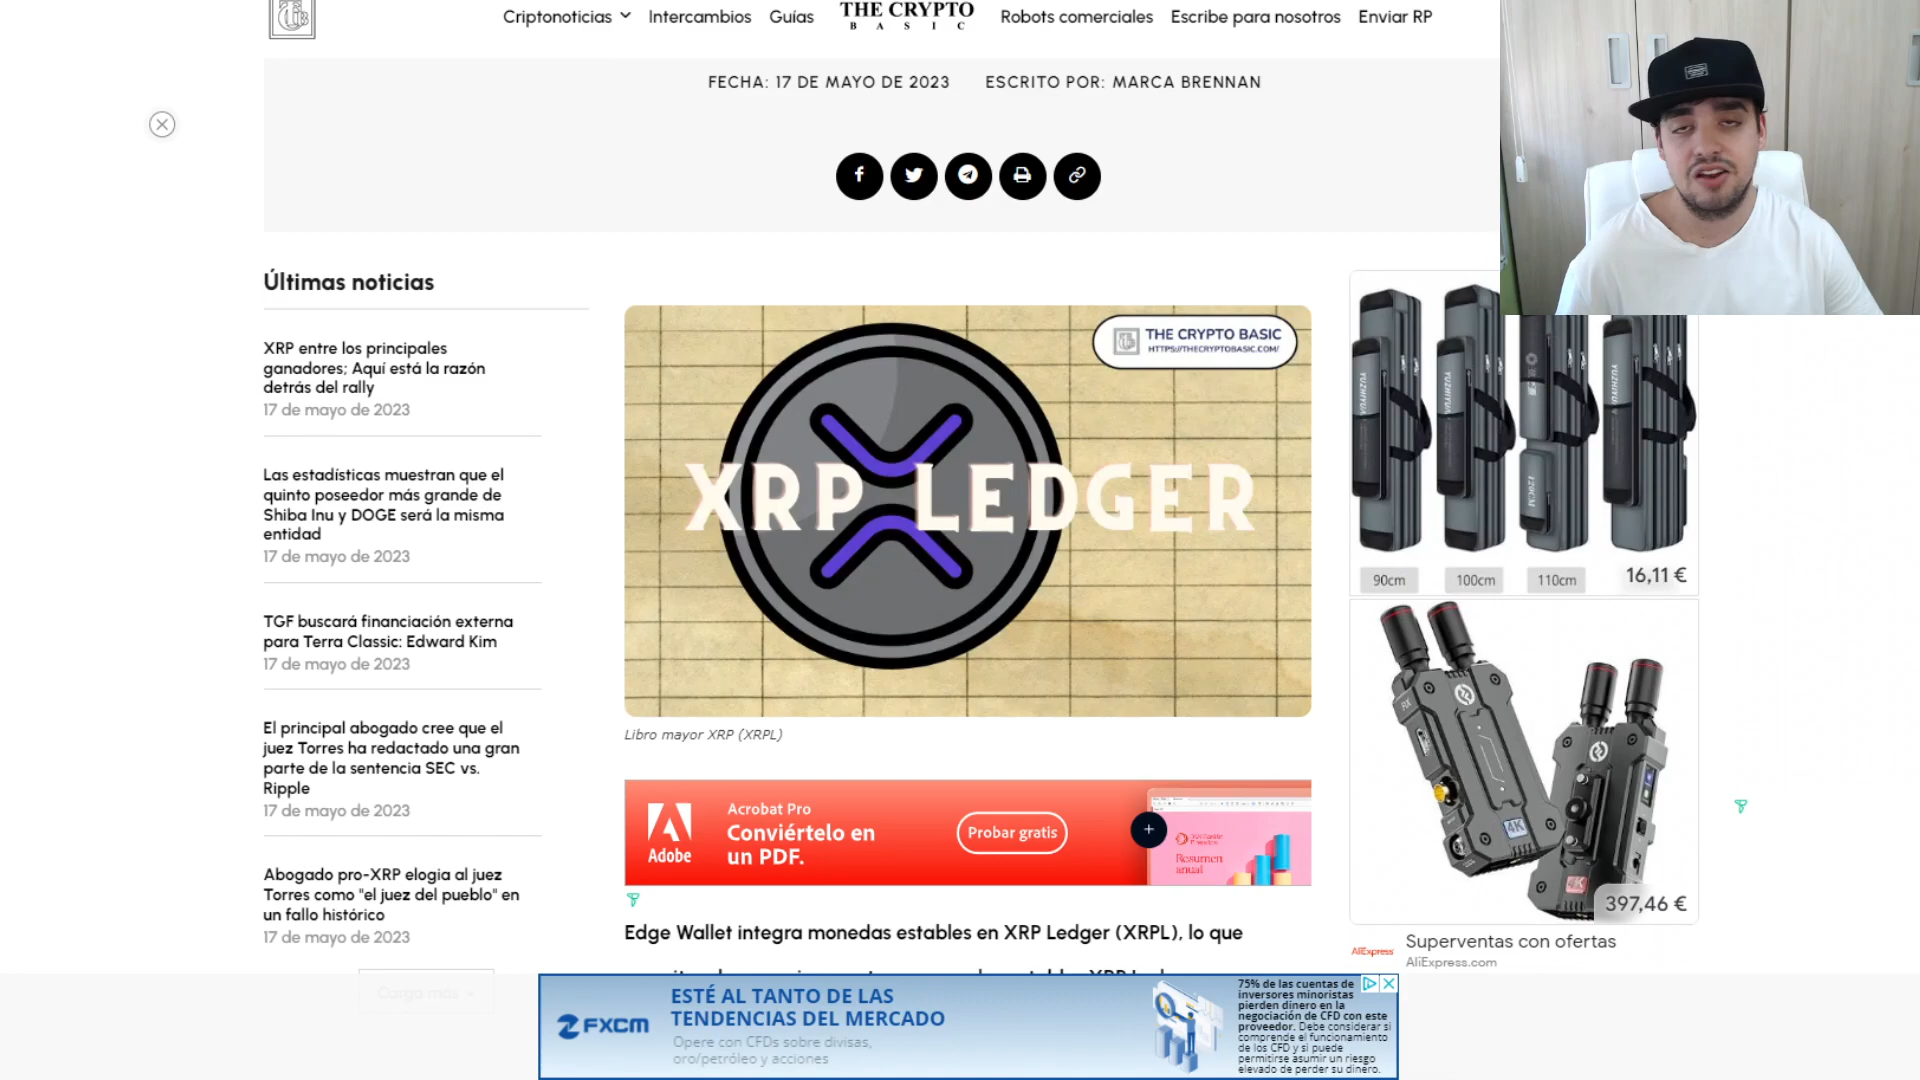 Criptonoticias
Intercambios
Guías
THE CRYPTO
BASIC
Robots comerciales
Escribe para nosotros
Enviar RP
FECHA: 17 DE MAYO DE 2023
ESCRITO POR: MARCA BRENNAN
Últimas noticias
XRP entre los principales
ganadores; Aquí está la razón
detrás del rally
17 de mayo de 2023
Las estadísticas muestran que el
quinto poseedor más grande de
Shiba Inu y DOGE será la misma
entidad
17 de mayo de 2023
TGF buscará financiación externa
para Terra Classic: Edward Kim
17 de mayo de 2023
El principal abogado cree que el
juez Torres ha redactado una gran
parte de la sentencia SEC vs.
Ripple
17 de mayo de 2023
Abogado pro-XRP elogia al juez
Torres como "el juez del pueblo" en
un fallo histórico
17 de mayo de 2023
Carga más
THE CRYPTO BASIC
HTTPS://THECRYPTOBASIC.COM/
XRP LEDGER
Libro mayor XRP (XRPL)
Adobe
Acrobat Pro
Conviértelo en
un PDF.
Probar gratis
Resumen
anual
Edge Wallet integra monedas estables en XRP Ledger (XRPL), lo que
90cm
100cm
110cm
120CM
16,11 €
RX
4K
4K
397,46 €
AliExpress
Superventas con ofertas
AliExpress.com
FXCM
ESTÉ AL TANTO DE LAS
TENDENCIAS DEL MERCADO
Opere con CFDs sobre divisas,
oro/petróleo y acciones
75% de las cuentas de
inversores minoristas
pierden dinero en la
negociación de CFD con este
proveedor. Debe considerar si
comprende el funcionamiento
de los CFD y si puede
permitirse asumir un riesgo
elevado de perder su dinero.